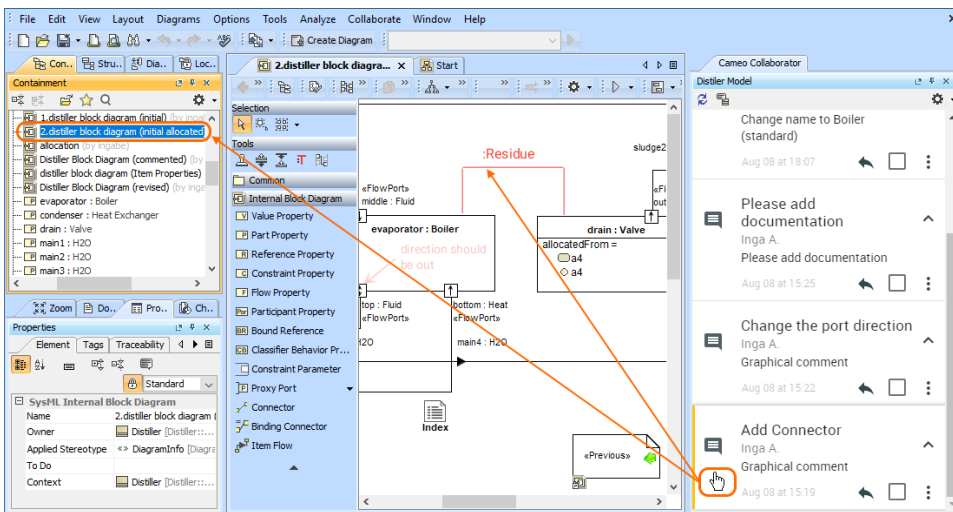 File Edit View Layout Diagrams Options Tools Analyze Collaborate Window Help
Create Diagram
Con.. Stru.. Dia.. Loc..
Containment
1.distiller block diagram (initial) (by inga
2.distiller block diagram (initial allocated)
allocation (by ingabe)
Distiller Block Diagram (commented) (by
distiller block diagram (Item Properties)
Distiller Block Diagram (revised) (by inge
evaporator : Boiler
condenser : Heat Exchanger
drain : Valve
main1 : H2O
main2 : H2O
main3 : H2O
Zoom Do.. Pro.. Ch..
Properties
Element Tags Traceability
Standard
SysML Internal Block Diagram
Name 2.distiller block diagram (
Owner Distiller [Distiller::...
Applied Stereotype «» DiagramInfo [Diagra
To Do
Context Distiller [Distiller::...
2.distiller block diagra... x Start
Selection
Tools
Common
Internal Block Diagram
Value Property
Part Property
Reference Property
Constraint Property
Flow Property
Participant Property
Bound Reference
Classifier Behavior Pr...
Constraint Parameter
Proxy Port
Connector
Binding Connector
Item Flow
:Residue
sludge2
«FlowPort»
middle : Fluid
«Fl
out
evaporator : Boiler
direction should
be out
drain : Valve
allocatedFrom =
a4
a4
top : Fluid
«FlowPort»
bottom : Heat
«FlowPort»
main4 : H2O
Index
«Previous»
Cameo Collaborator
Distiller Model
Change name to Boiler
(standard)
Aug 08 at 18:07
Please add
documentation
Inga A.
Please add documentation
Aug 08 at 15:25
Change the port direction
Inga A.
Graphical comment
Aug 08 at 15:22
Add Connector
Inga A.
Graphical comment
Aug 08 at 15:19